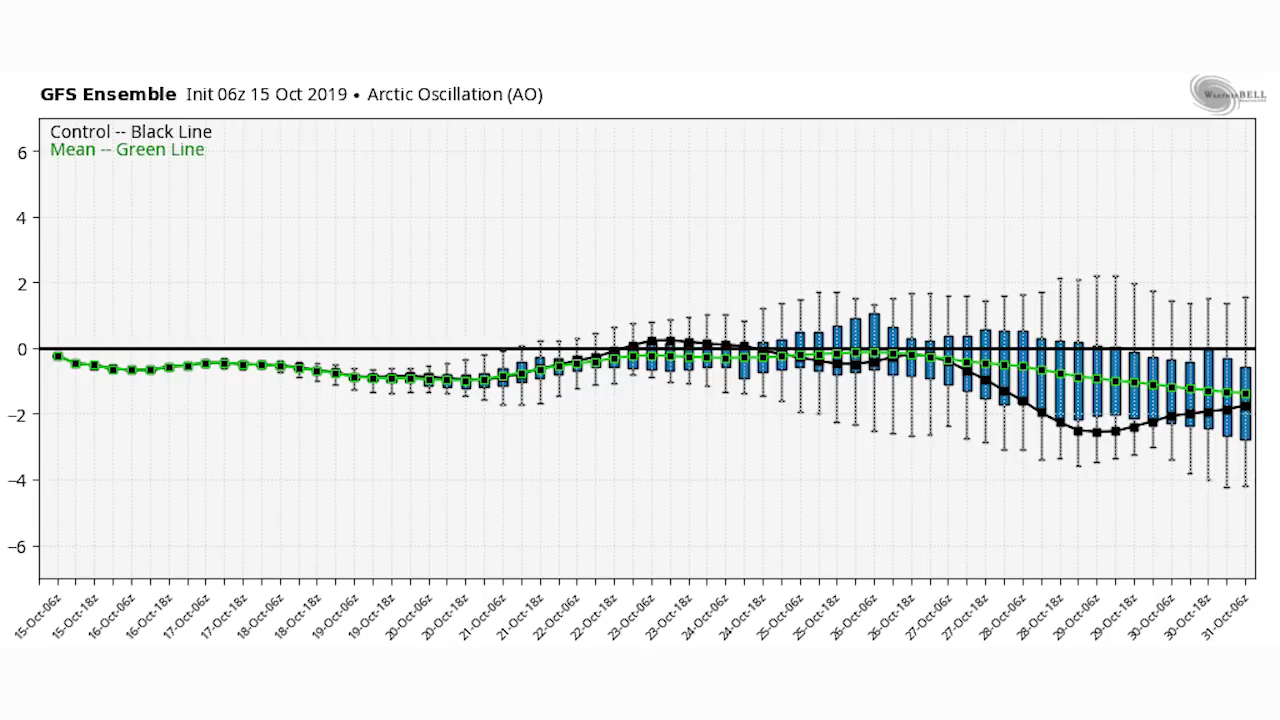 GFS Ensemble Init 06z 15 Oct 2019 • Arctic Oscillation (AO)
WEATHERBELL
Control -- Black Line
Mean -- Green Line
6
4
2
0
−2
−4
−6
15-Oct-06z
15-Oct-18z
16-Oct-06z
16-Oct-18z
17-Oct-06z
17-Oct-18z
18-Oct-06z
18-Oct-18z
19-Oct-06z
19-Oct-18z
20-Oct-06z
20-Oct-18z
21-Oct-06z
21-Oct-18z
22-Oct-06z
22-Oct-18z
23-Oct-06z
23-Oct-18z
24-Oct-06z
24-Oct-18z
25-Oct-06z
25-Oct-18z
26-Oct-06z
26-Oct-18z
27-Oct-06z
27-Oct-18z
28-Oct-06z
28-Oct-18z
29-Oct-06z
29-Oct-18z
30-Oct-06z
30-Oct-18z
31-Oct-06z